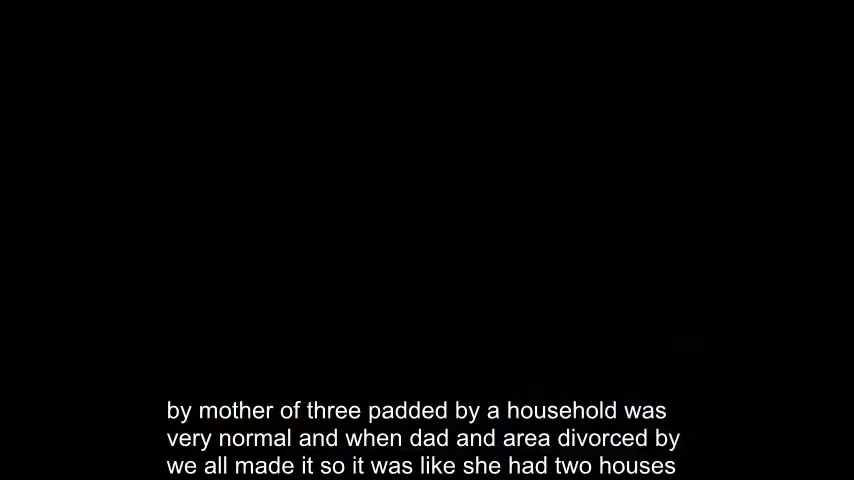 by mother of three padded by a household was
very normal and when dad and area divorced by
we all made it so it was like she had two houses